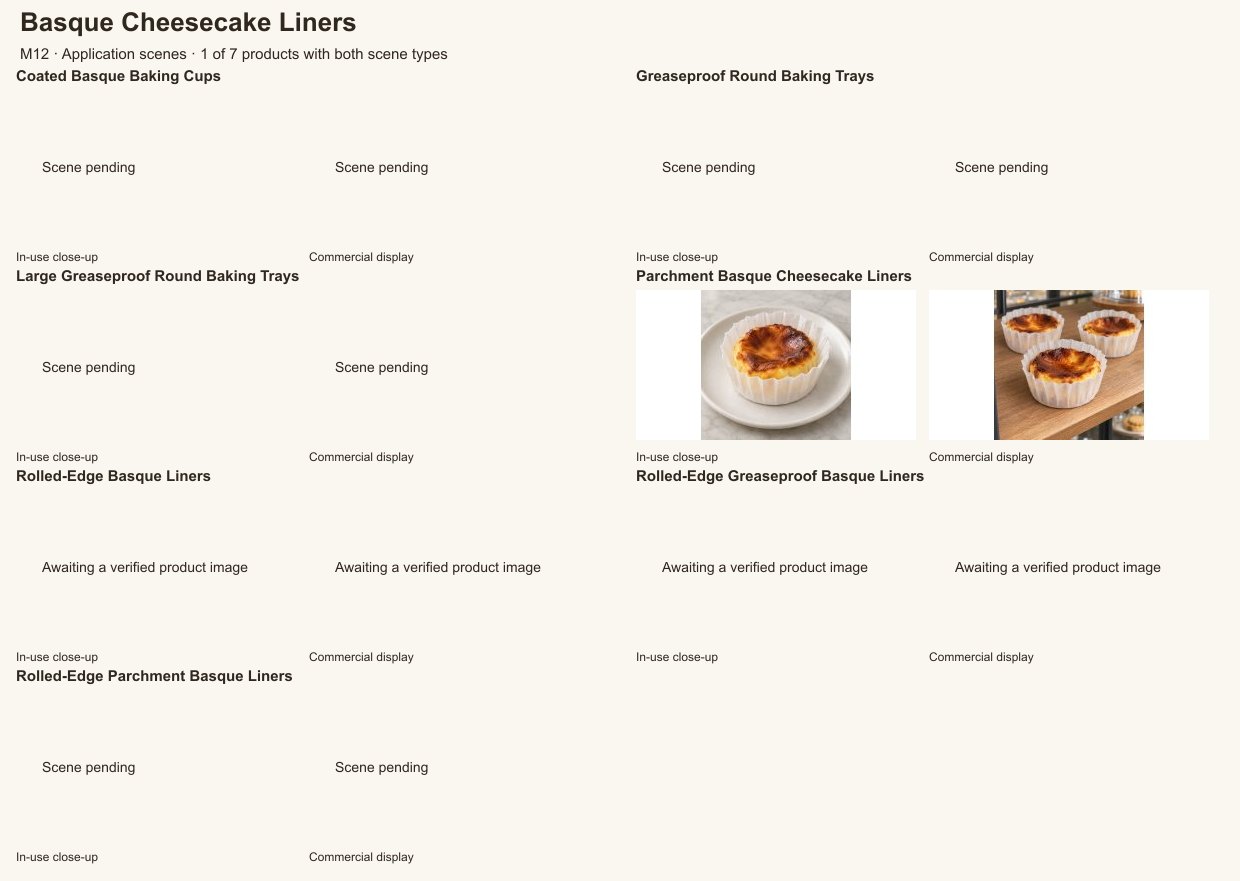 Basque Cheesecake Liners
M12 · Application scenes · 1 of 7 products with both scene types
Coated Basque Baking Cups
Scene pending
Scene pending
In-use close-up
Commercial display
Greaseproof Round Baking Trays
Scene pending
Scene pending
In-use close-up
Commercial display
Large Greaseproof Round Baking Trays
Scene pending
Scene pending
In-use close-up
Commercial display
Parchment Basque Cheesecake Liners
In-use close-up
Commercial display
Rolled-Edge Basque Liners
Awaiting a verified product image
Awaiting a verified product image
In-use close-up
Commercial display
Rolled-Edge Greaseproof Basque Liners
Awaiting a verified product image
Awaiting a verified product image
In-use close-up
Commercial display
Rolled-Edge Parchment Basque Liners
Scene pending
Scene pending
In-use close-up
Commercial display